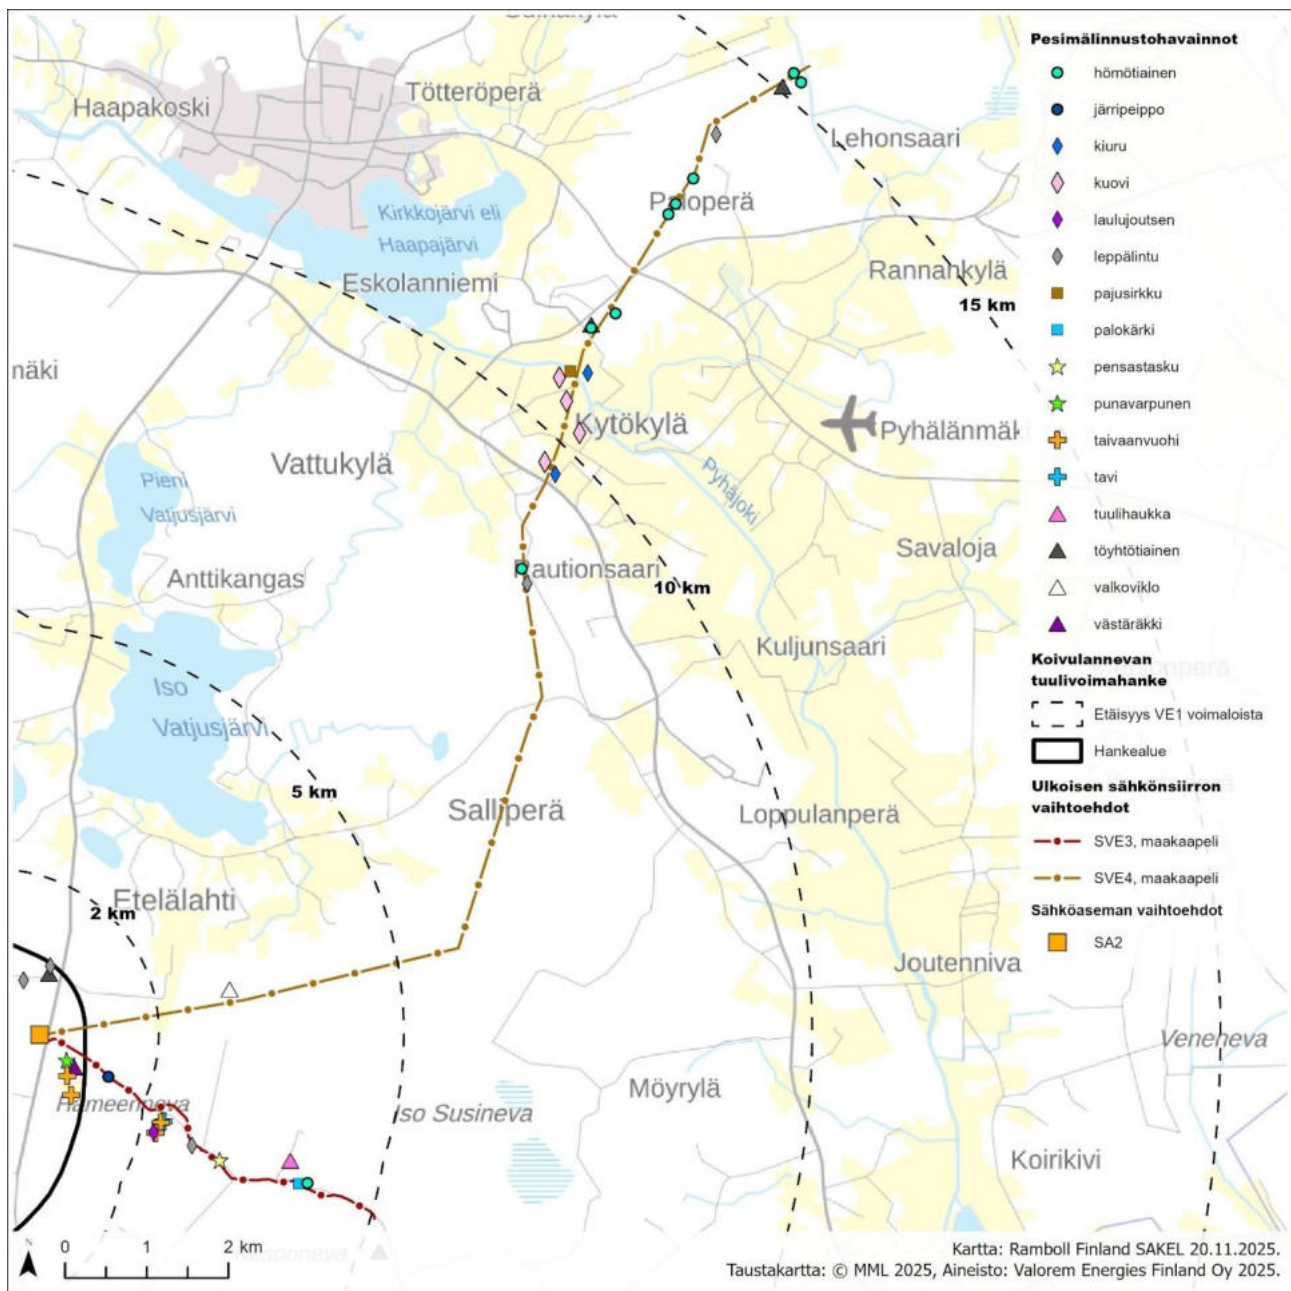 Haapakoski
Tötteröperä
Lehonsaari
Paloperä
Kirkkojärvi eli
Haapajärvi
Eskolanniemi
Rannankylä
15 km
näki
Kytökylä
Pyhälänmäki
Vattukylä
Pieni
Vatjusjärvi
Pyhäjoki
Savaloja
Anttikangas
Rautionsaari
10 km
Kuljunsaari
Iso
Vatjusjärvi
5 km
Salliperä
Loppulanperä
Etelälahti
2 km
Joutenniva
Veneneva
Hämeenneva
Iso Susineva
Möyrylä
Koirikivi
Pesimälinnustohavainnot
hömötiainen
järripeippo
kiuru
kuovi
laulujoutsen
leppälintu
pajusirkku
palokärki
pensastasku
punavarpunen
taivaanvuohi
tavi
tuulihaukka
töyhtötiainen
valkoviklo
västäräkki
Koivulannevan
tuulivoimahanke
Etäisyys VE1 voimaloista
Hankealue
Ulkoisen sähkönsiirron
vaihtoehdot
SVE3, maakaapeli
SVE4, maakaapeli
Sähköaseman vaihtoehdot
SA2
N
0 1 2 km
Kartta: Ramboll Finland SAKEL 20.11.2025.
Taustakartta: © MML 2025, Aineisto: Valorem Energies Finland Oy 2025.